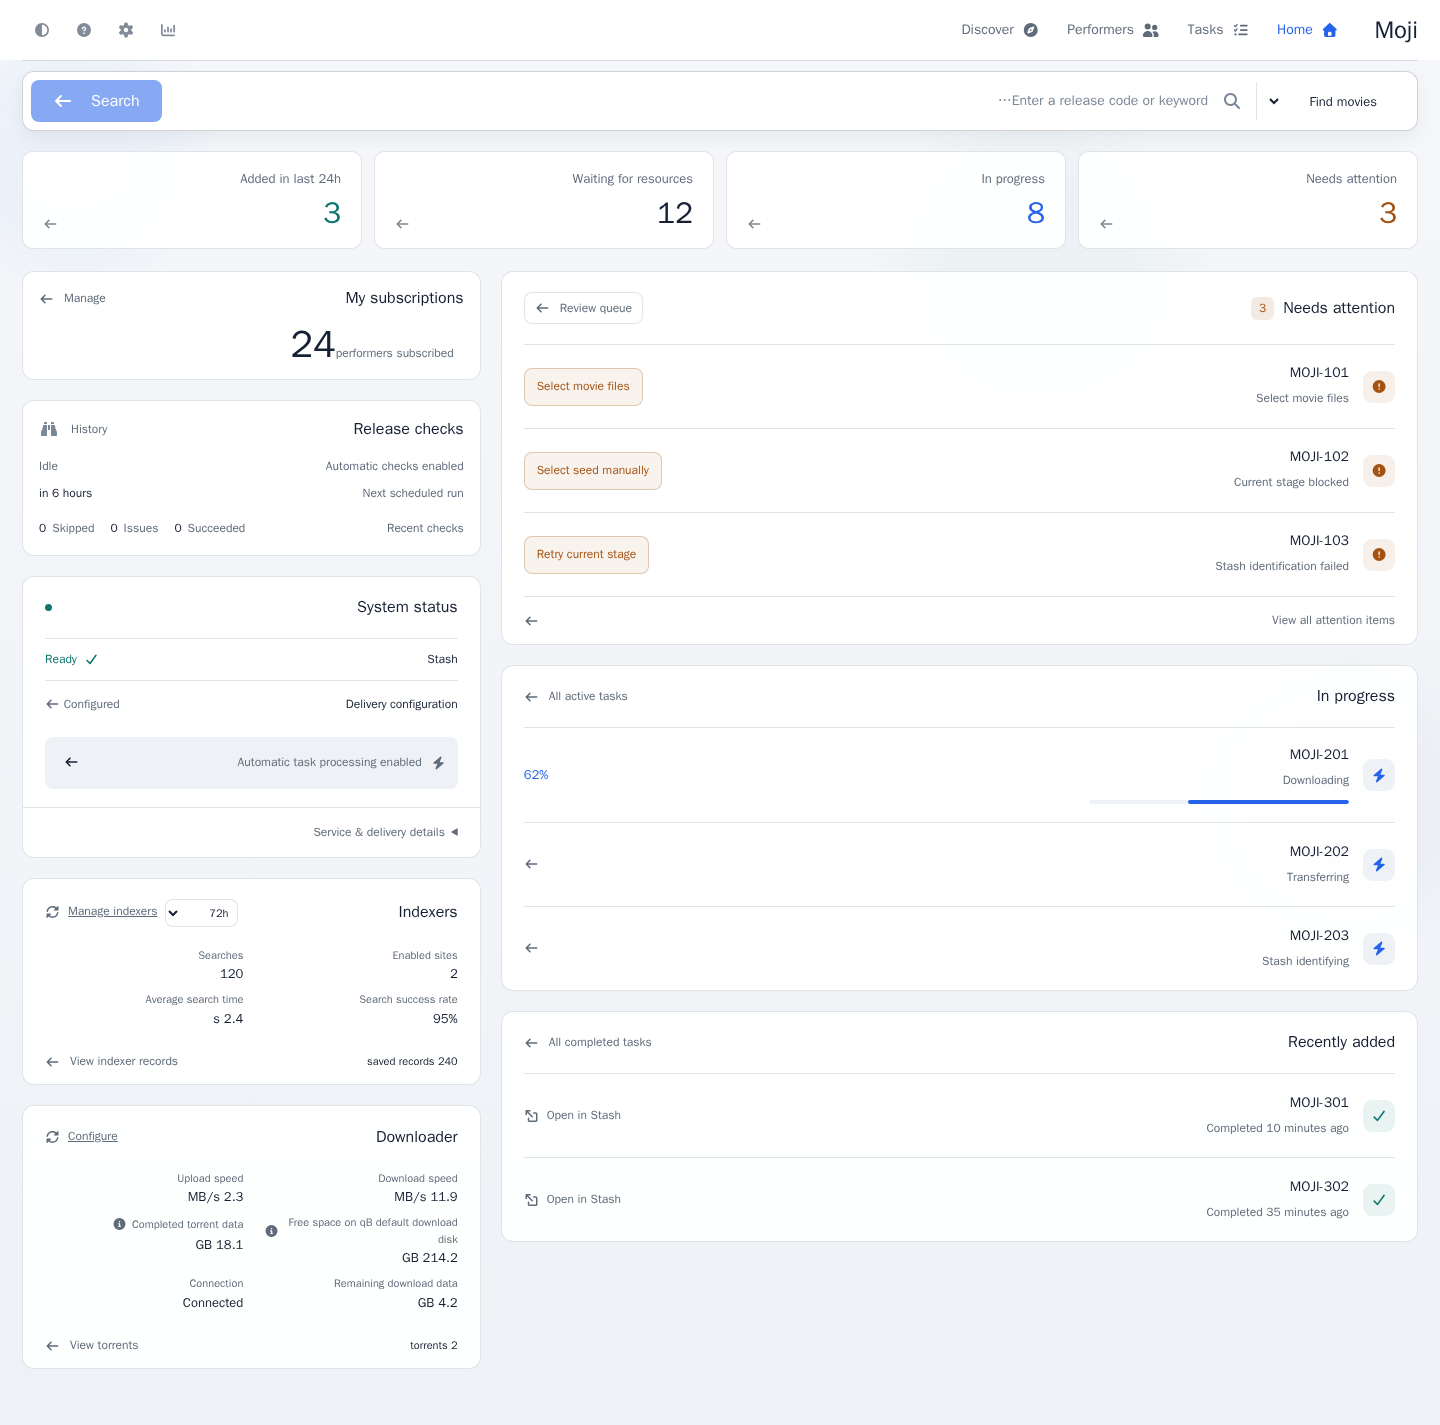 Moji
Home
Tasks
Performers
Discover
Find movies
Enter a release code or keyword…
Search
Needs attention
3
In progress
8
Waiting for resources
12
Added in last 24h
3
Needs attention
3
Review queue
MOJI-101
Select movie files
Select movie files
MOJI-102
Current stage blocked
Select seed manually
MOJI-103
Stash identification failed
Retry current stage
View all attention items
In progress
All active tasks
MOJI-201
Downloading
62%
MOJI-202
Transferring
MOJI-203
Stash identifying
Recently added
All completed tasks
MOJI-301
Completed 10 minutes ago
Open in Stash
MOJI-302
Completed 35 minutes ago
Open in Stash
My subscriptions
Manage
24 performers subscribed
Release checks
History
Automatic checks enabled
Idle
Next scheduled run
in 6 hours
Recent checks
0 Succeeded
0 Issues
0 Skipped
System status
Stash
Ready
Delivery configuration
Configured
Automatic task processing enabled
Service & delivery details
Indexers
72h
Manage indexers
Enabled sites
2
Searches
120
Search success rate
95%
Average search time
s 2.4
saved records 240
View indexer records
Downloader
Configure
Download speed
MB/s 11.9
Upload speed
MB/s 2.3
Free space on qB default download
disk
GB 214.2
Completed torrent data
GB 18.1
Remaining download data
GB 4.2
Connection
Connected
torrents 2
View torrents